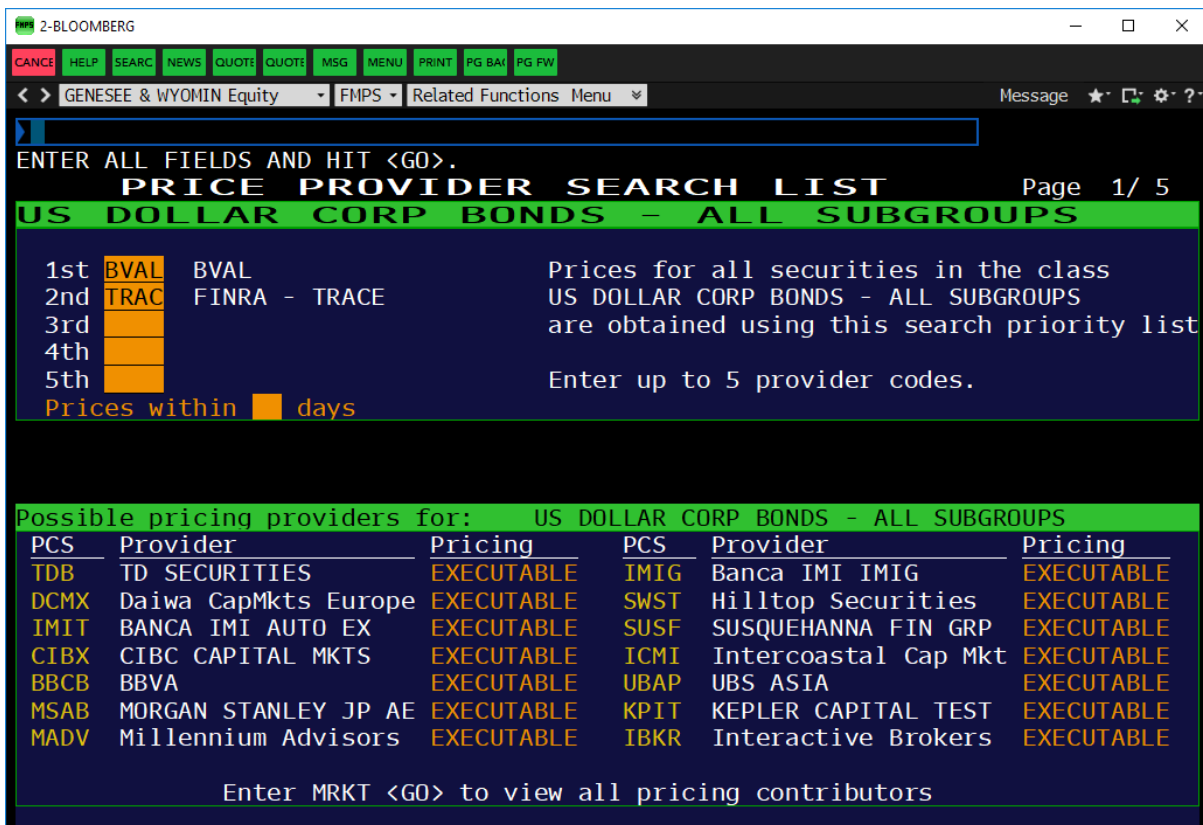 FMPS 2-BLOOMBERG
CANCE HELP SEARC NEWS QUOTE QUOTE MSG MENU PRINT PG BA PG FW
< > GENESEE & WYOMIN Equity FMPS Related Functions Menu Message ?
ENTER ALL FIELDS AND HIT <GO>.
PRICE PROVIDER SEARCH LIST Page 1/ 5
US DOLLAR CORP BONDS - ALL SUBGROUPS
1st BVAL BVAL Prices for all securities in the class
2nd TRAC FINRA - TRACE US DOLLAR CORP BONDS - ALL SUBGROUPS
3rd are obtained using this search priority list
4th
5th Enter up to 5 provider codes.
Prices within days
Possible pricing providers for: US DOLLAR CORP BONDS - ALL SUBGROUPS
PCS Provider Pricing PCS Provider Pricing
TDB TD SECURITIES EXECUTABLE IMIG Banca IMI IMIG EXECUTABLE
DCMX Daiwa CapMkts Europe EXECUTABLE SWST Hilltop Securities EXECUTABLE
IMIT BANCA IMI AUTO EX EXECUTABLE SUSF SUSQUEHANNA FIN GRP EXECUTABLE
CIBX CIBC CAPITAL MKTS EXECUTABLE ICMI Intercoastal Cap Mkt EXECUTABLE
BBCB BBVA EXECUTABLE UBAP UBS ASIA EXECUTABLE
MSAB MORGAN STANLEY JP AE EXECUTABLE KPIT KEPLER CAPITAL TEST EXECUTABLE
MADV Millennium Advisors EXECUTABLE IBKR Interactive Brokers EXECUTABLE
Enter MRKT <GO> to view all pricing contributors